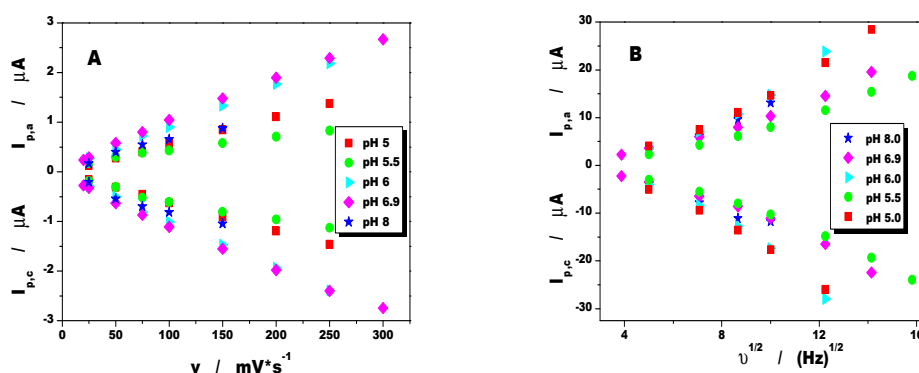 A
I p,a / μA
I p,c / μA
3
2
1
0
-1
-2
-3
0 50 100 150 200 250 300
v / mV*s-1
pH 5
pH 5.5
pH 6
pH 6.9
pH 8
B
I p,a / μA
I p,c / μA
30
20
10
0
-10
-20
-30
4 8 12 16
υ1/2 / (Hz)1/2
pH 8.0
pH 6.9
pH 6.0
pH 5.5
pH 5.0